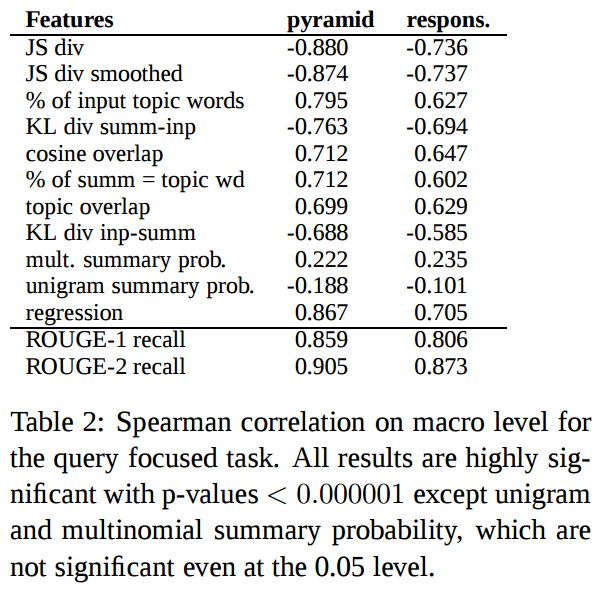 Features pyramid respons.
JS div -0.880 -0.736
JS div smoothed -0.874 -0.737
% of input topic words 0.795 0.627
KL div summ-inp -0.763 -0.694
cosine overlap 0.712 0.647
% of summ = topic wd 0.712 0.602
topic overlap 0.699 0.629
KL div inp-summ -0.688 -0.585
mult. summary prob. 0.222 0.235
unigram summary prob. -0.188 -0.101
regression 0.867 0.705
ROUGE-1 recall 0.859 0.806
ROUGE-2 recall 0.905 0.873
Table 2: Spearman correlation on macro level for
the query focused task. All results are highly sig-
nificant with p-values < 0.000001 except unigram
and multinomial summary probability, which are
not significant even at the 0.05 level.